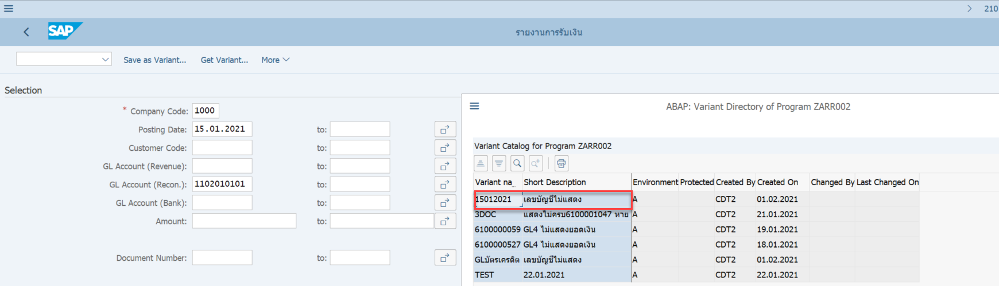 210
SAP
รายงานการรับเงิน
Save as Variant... Get Variant... More
Selection
* Company Code: 1000
Posting Date: 15.01.2021 to:
Customer Code: to:
GL Account (Revenue): to:
GL Account (Recon.): 1102010101 to:
GL Account (Bank): to:
Amount: to:
Document Number: to:
ABAP: Variant Directory of Program ZARR002
Variant Catalog for Program ZARR002
Variant na... Short Description Environment Protected Created By Created On Changed By Last Changed On
15012021 เลขบัญชีไม่แสดง A CDT2 01.02.2021
3DOC แสดงไม่ครบ6100001047 หาย A CDT2 21.01.2021
6100000059 GL4 ไม่แสดงยอดเงิน A CDT2 19.01.2021
6100000527 GL4 ไม่แสดงยอดเงิน A CDT2 18.01.2021
GLบัตรเครดิต เลขบัญชีไม่แสดง A CDT2 01.02.2021
TEST 22.01.2021 A CDT2 22.01.2021